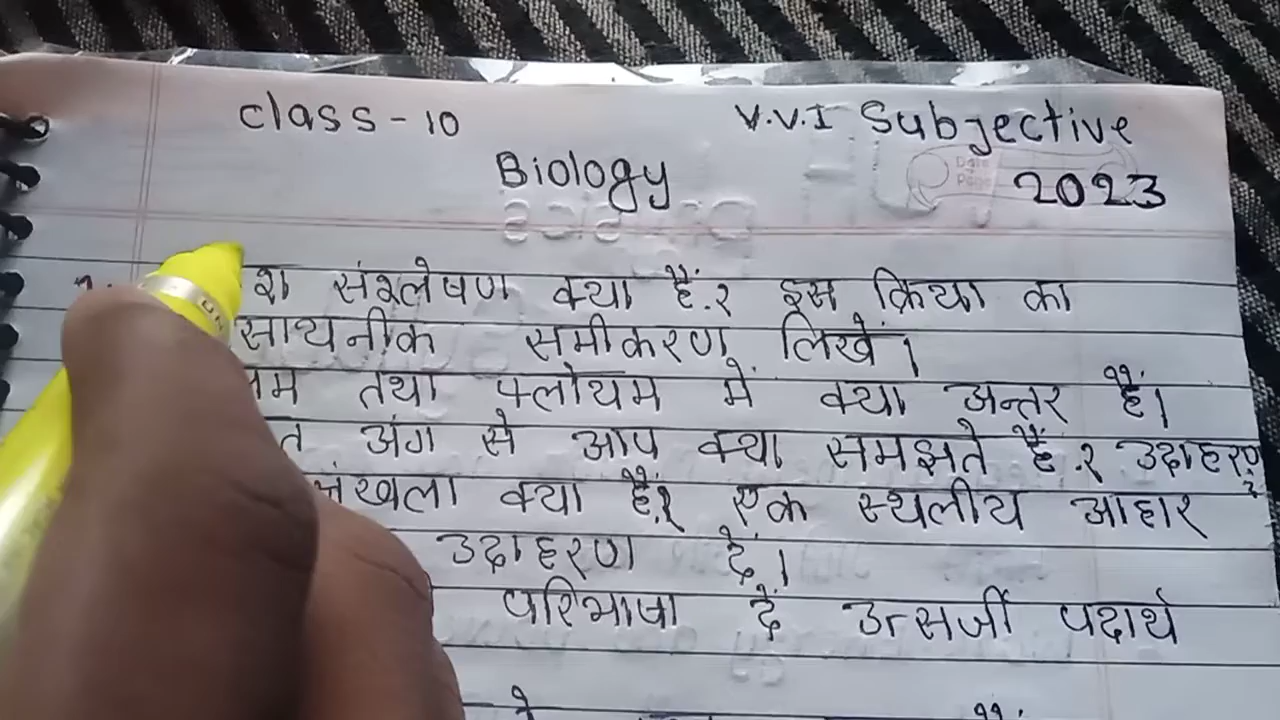 class-10
V.V.I Subjective
Biology
2023
1. श संश्लेषण क्या हैं.? इस क्रिया का
सायनीक समीकरण लिखें।
तथा फ्लोयम में क्या अन्तर हैं।
त अंग से आप क्या समझते हैं.? उदाहरण दें
क्या हैं? एक स्थलीय आहार
उदाहरण दें।
परिभाषा दें उत्सर्जी पदार्थ